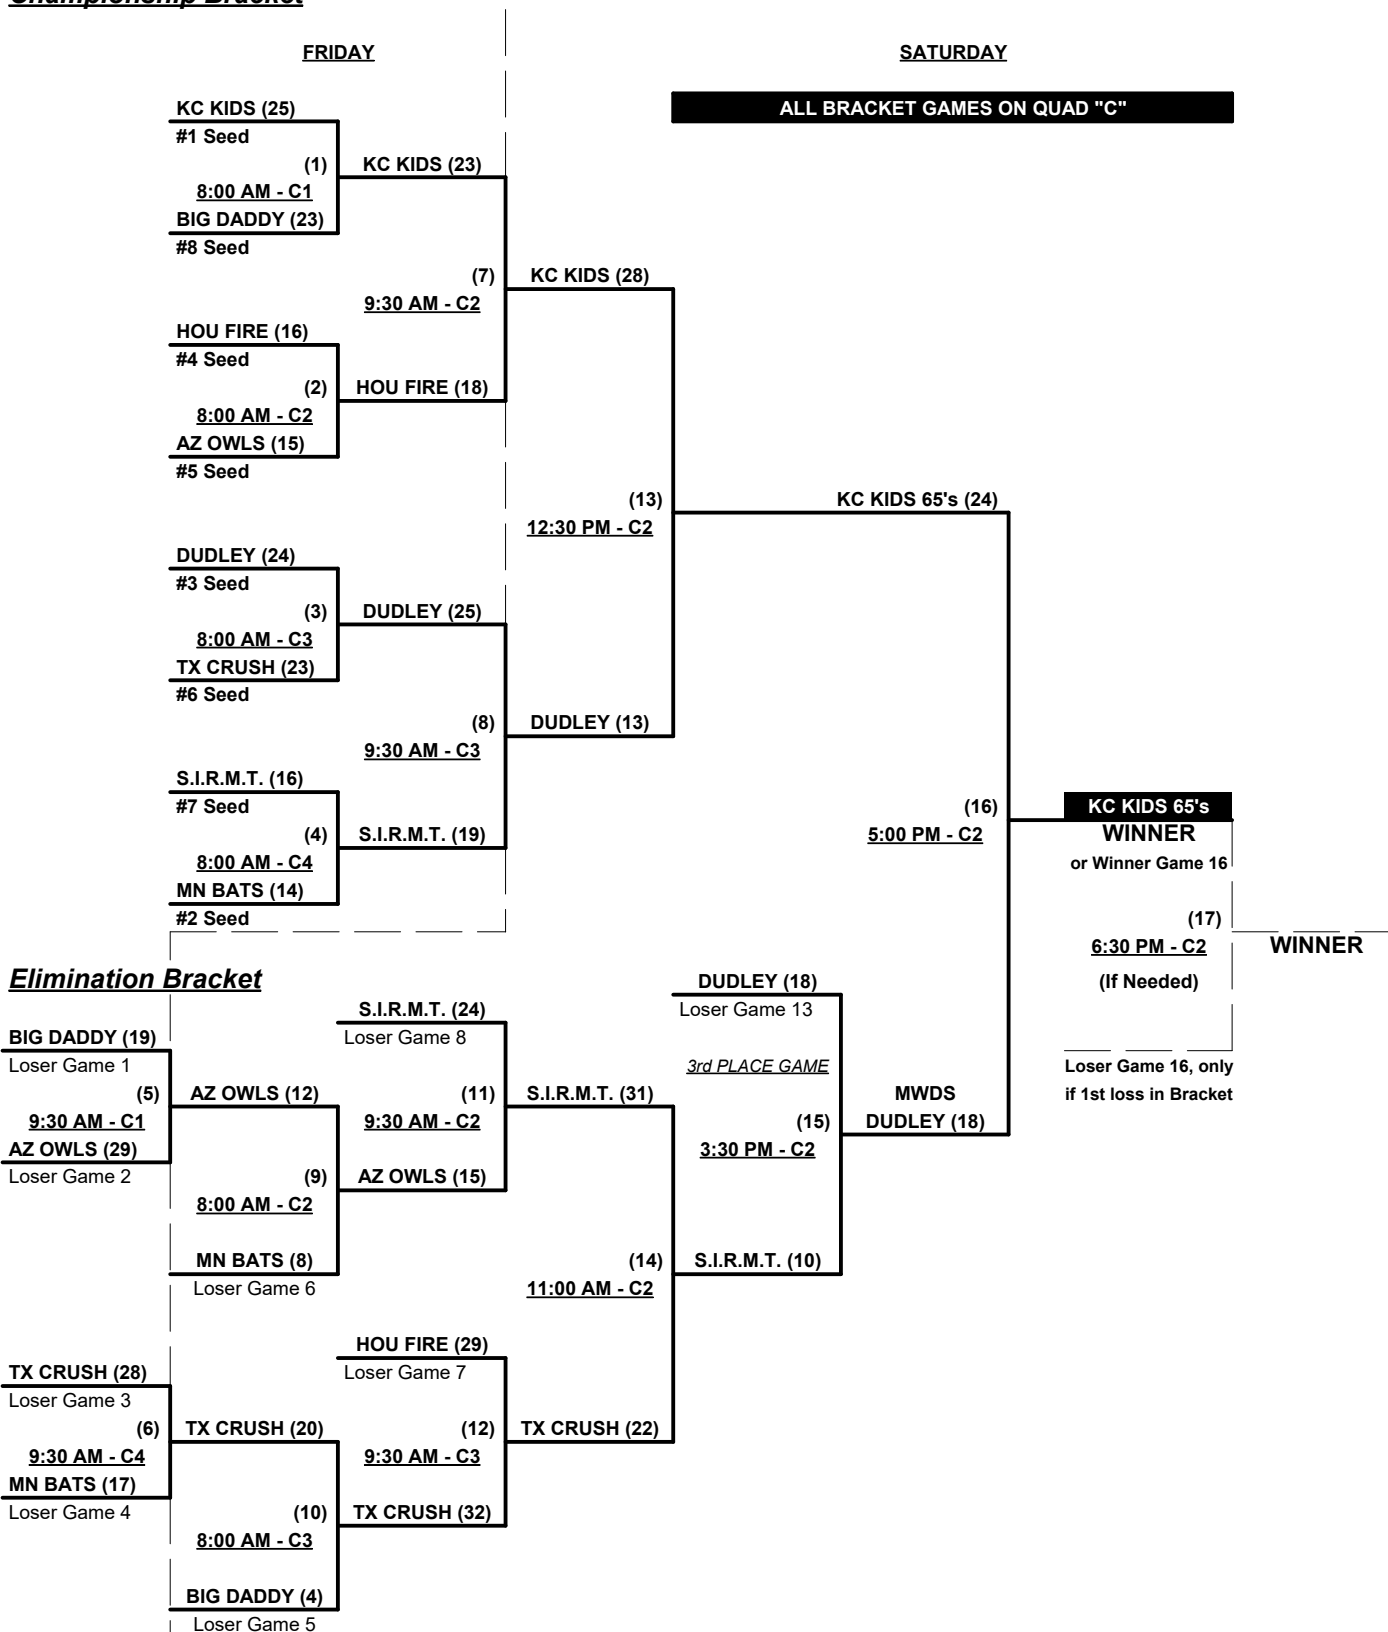 Championship Bracket
FRIDAY
SATURDAY
ALL BRACKET GAMES ON QUAD "C"
KC KIDS (25)
#1 Seed
(1)
8:00 AM - C1
BIG DADDY (23)
#8 Seed
KC KIDS (23)
(7)
9:30 AM - C2
HOU FIRE (16)
#4 Seed
(2)
8:00 AM - C2
AZ OWLS (15)
#5 Seed
HOU FIRE (18)
KC KIDS (28)
(13)
12:30 PM - C2
KC KIDS 65's (24)
DUDLEY (24)
#3 Seed
(3)
8:00 AM - C3
TX CRUSH (23)
#6 Seed
DUDLEY (25)
(8)
9:30 AM - C3
DUDLEY (13)
S.I.R.M.T. (16)
#7 Seed
(4)
8:00 AM - C4
MN BATS (14)
#2 Seed
S.I.R.M.T. (19)
(16)
5:00 PM - C2
KC KIDS 65's
WINNER
or Winner Game 16
(17)
6:30 PM - C2
(If Needed)
WINNER
Loser Game 16, only
if 1st loss in Bracket
Elimination Bracket
BIG DADDY (19)
Loser Game 1
(5)
9:30 AM - C1
AZ OWLS (29)
Loser Game 2
AZ OWLS (12)
(9)
8:00 AM - C2
MN BATS (8)
Loser Game 6
S.I.R.M.T. (24)
Loser Game 8
(11)
9:30 AM - C2
AZ OWLS (15)
S.I.R.M.T. (31)
(14)
11:00 AM - C2
DUDLEY (18)
Loser Game 13
3rd PLACE GAME
(15)
3:30 PM - C2
S.I.R.M.T. (10)
MWDS
DUDLEY (18)
TX CRUSH (28)
Loser Game 3
(6)
9:30 AM - C4
MN BATS (17)
Loser Game 4
TX CRUSH (20)
(10)
8:00 AM - C3
BIG DADDY (4)
Loser Game 5
HOU FIRE (29)
Loser Game 7
(12)
9:30 AM - C3
TX CRUSH (32)
TX CRUSH (22)